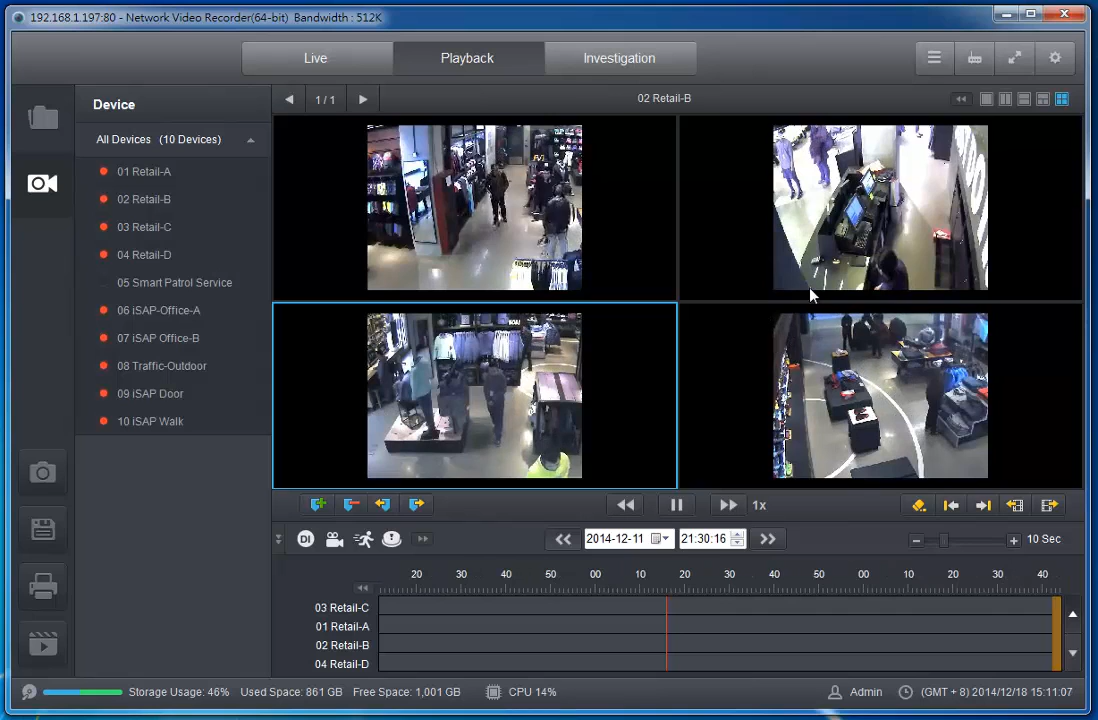 192.168.1.197:80 - Network Video Recorder(64-bit) Bandwidth : 512K
Live
Playback
Investigation
Device
1 / 1
02 Retail-B
All Devices (10 Devices)
01 Retail-A
02 Retail-B
03 Retail-C
04 Retail-D
05 Smart Patrol Service
06 iSAP-Office-A
07 iSAP Office-B
08 Traffic-Outdoor
09 iSAP Door
10 iSAP Walk
1x
DI
2014-12-11
21:30:16
10 Sec
20 30 40 50 00 10 20 30 40 50 00 10 20 30 40
03 Retail-C
01 Retail-A
02 Retail-B
04 Retail-D
Storage Usage: 46% Used Space: 861 GB Free Space: 1,001 GB CPU 14% Admin (GMT + 8) 2014/12/18 15:11:07